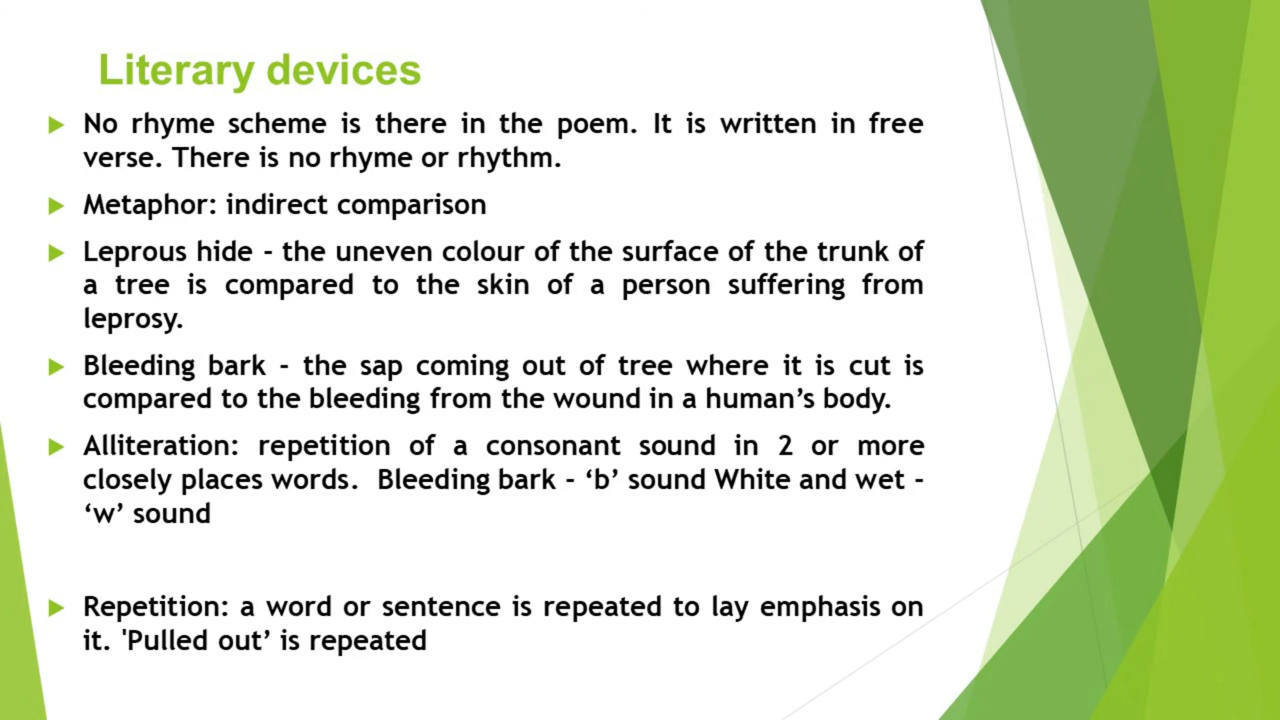 Literary devices
No rhyme scheme is there in the poem. It is written in free
verse. There is no rhyme or rhythm.
Metaphor: indirect comparison
Leprous hide - the uneven colour of the surface of the trunk of
a tree is compared to the skin of a person suffering from
leprosy.
Bleeding bark - the sap coming out of tree where it is cut is
compared to the bleeding from the wound in a human’s body.
Alliteration: repetition of a consonant sound in 2 or more
closely places words. Bleeding bark - ‘b’ sound White and wet -
‘w’ sound
Repetition: a word or sentence is repeated to lay emphasis on
it. 'Pulled out’ is repeated